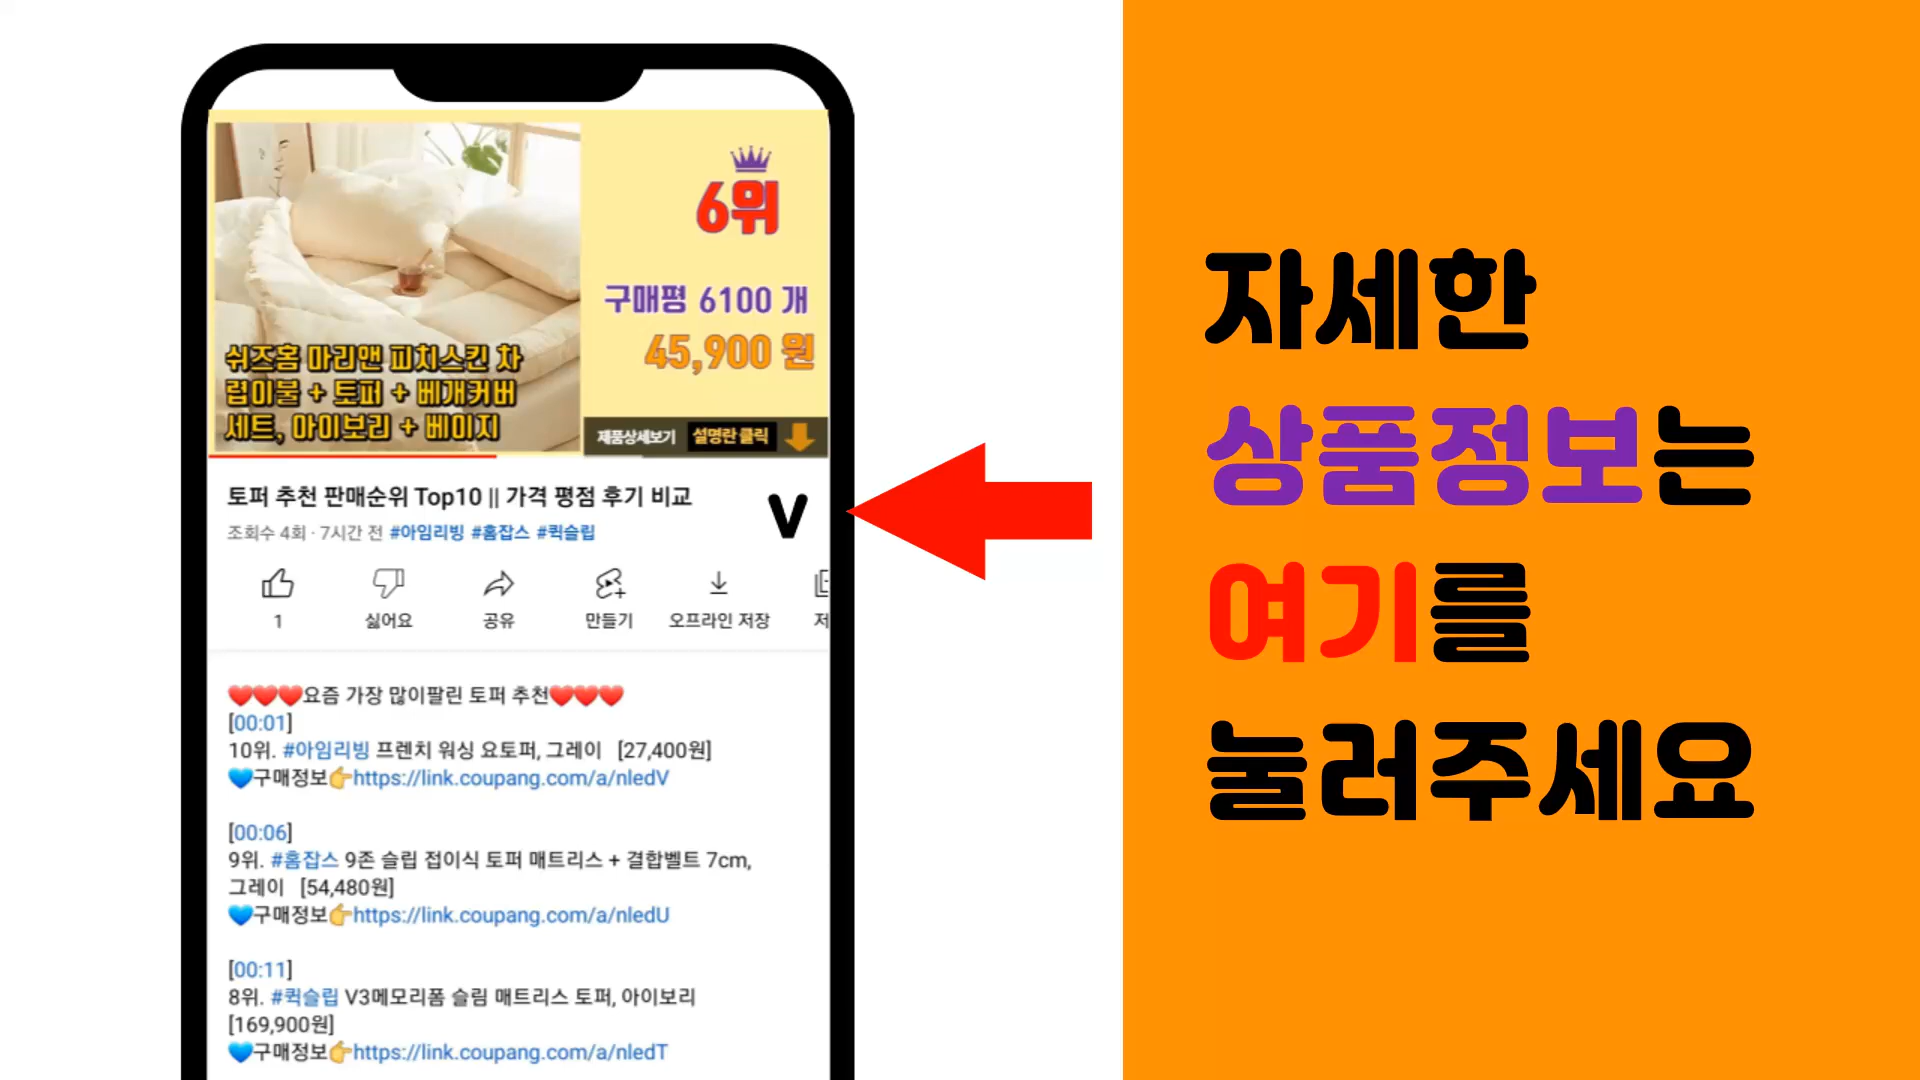 6위
구매평 6100 개
45,900 원
쉬즈홈 마리앤 피치스킨 차
렵이불 + 토퍼 + 베개커버
세트, 아이보리 + 베이지
제품상세보기 설명란 클릭
토퍼 추천 판매순위 Top10 || 가격 평점 후기 비교
V
조회수 4회 · 7시간 전 #아임리빙 #홈잡스 #퀵슬립
1 싫어요 공유 만들기 오프라인 저장 저
❤❤❤요즘 가장 많이팔린 토퍼 추천❤❤❤
[00:01]
10위. #아임리빙 프렌치 워싱 요토퍼, 그레이 [27,400원]
💙구매정보👉https://link.coupang.com/a/nledV
[00:06]
9위. #홈잡스 9존 슬립 접이식 토퍼 매트리스 + 결합벨트 7cm,
그레이 [54,480원]
💙구매정보👉https://link.coupang.com/a/nledU
[00:11]
8위. #퀵슬립 V3메모리폼 슬림 매트리스 토퍼, 아이보리
[169,900원]
💙구매정보👉https://link.coupang.com/a/nledT
자세한
상품정보는
여기를
눌러주세요